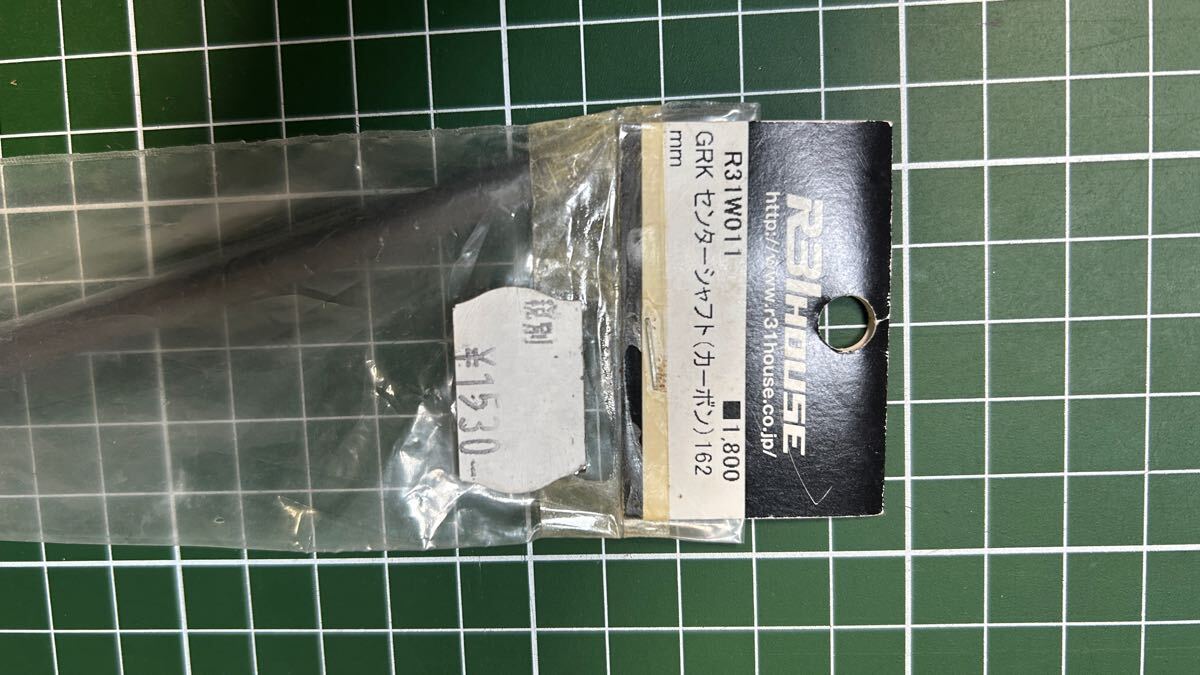 R31HOUSE
http://www.r31house.co.jp/
R31W011 ■1,800
GRK センターシャフト(カーボン)162
mm
税別
¥1530-